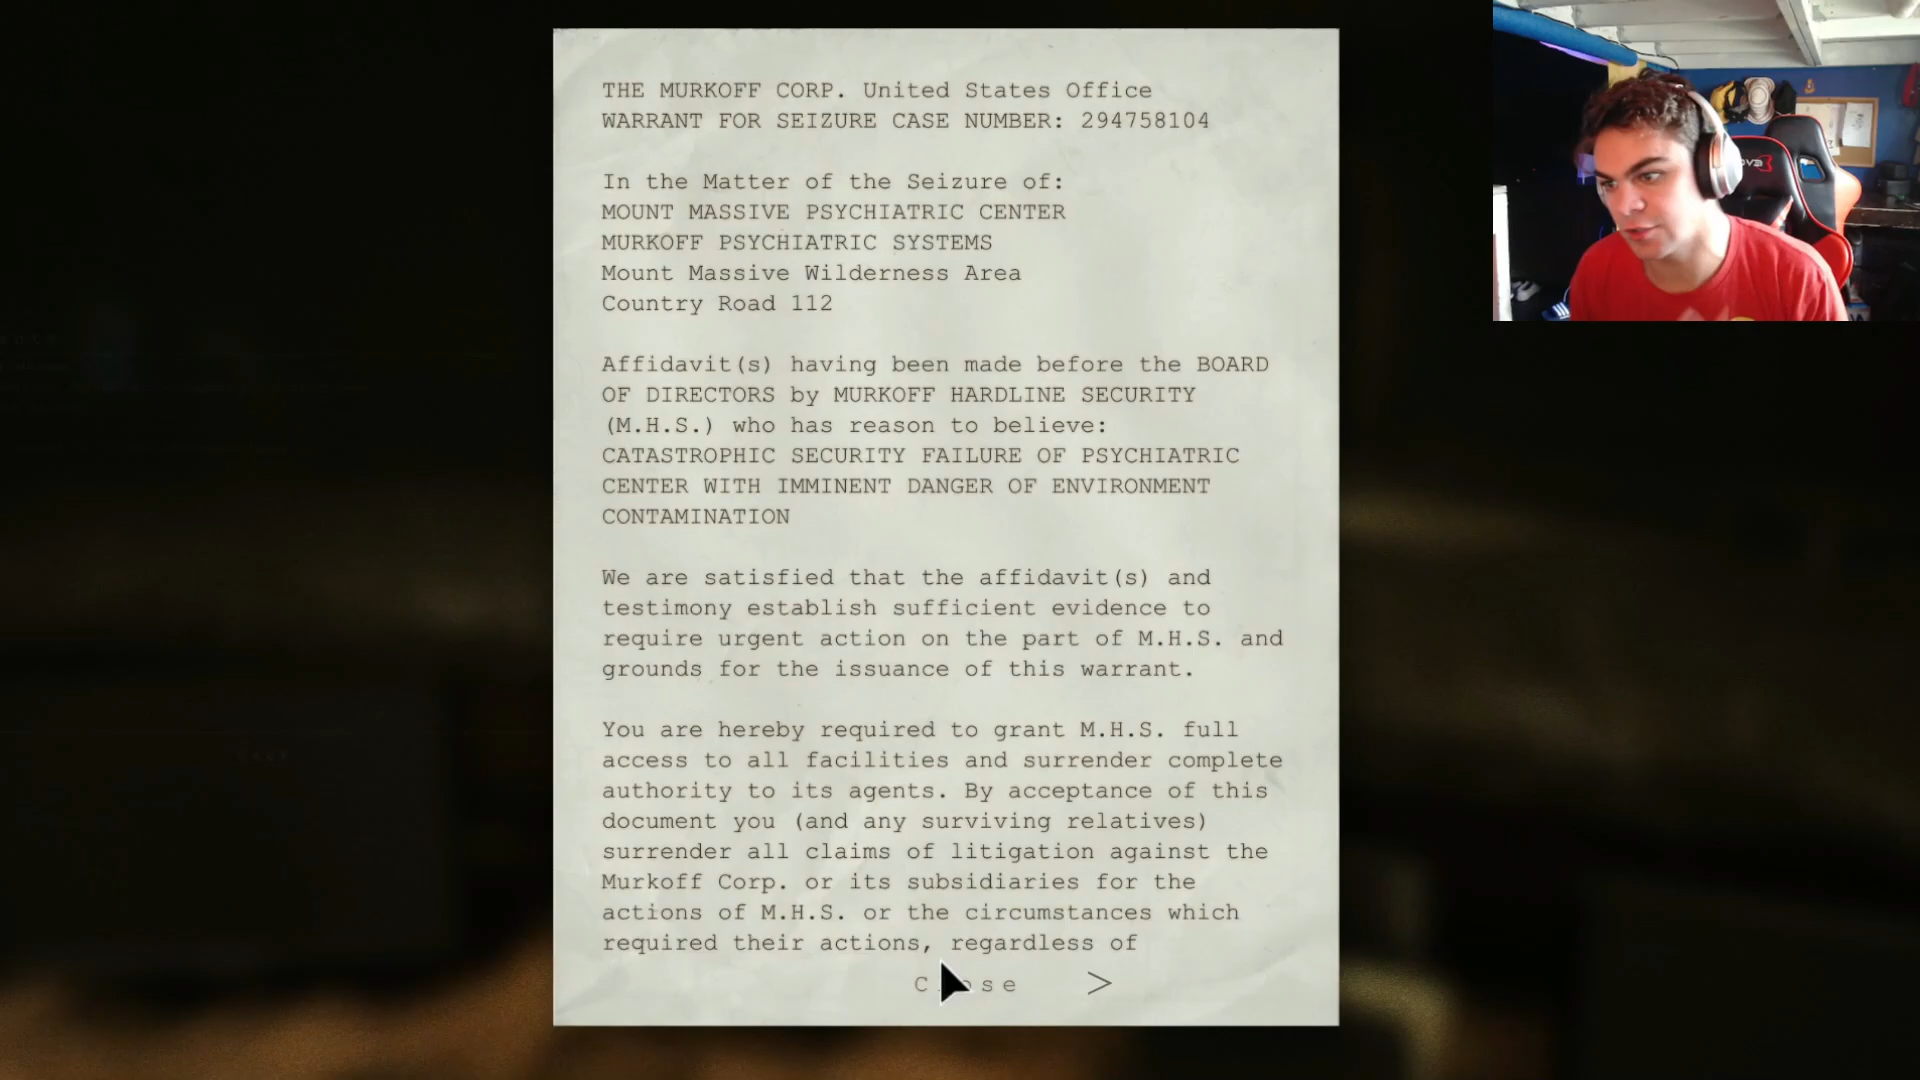 THE MURKOFF CORP. United States Office
WARRANT FOR SEIZURE CASE NUMBER: 294758104
In the Matter of the Seizure of:
MOUNT MASSIVE PSYCHIATRIC CENTER
MURKOFF PSYCHIATRIC SYSTEMS
Mount Massive Wilderness Area
Country Road 112
Affidavit(s) having been made before the BOARD
OF DIRECTORS by MURKOFF HARDLINE SECURITY
(M.H.S.) who has reason to believe:
CATASTROPHIC SECURITY FAILURE OF PSYCHIATRIC
CENTER WITH IMMINENT DANGER OF ENVIRONMENT
CONTAMINATION
We are satisfied that the affidavit(s) and
testimony establish sufficient evidence to
require urgent action on the part of M.H.S. and
grounds for the issuance of this warrant.
You are hereby required to grant M.H.S. full
access to all facilities and surrender complete
authority to its agents. By acceptance of this
document you (and any surviving relatives)
surrender all claims of litigation against the
Murkoff Corp. or its subsidiaries for the
actions of M.H.S. or the circumstances which
required their actions, regardless of
Close >